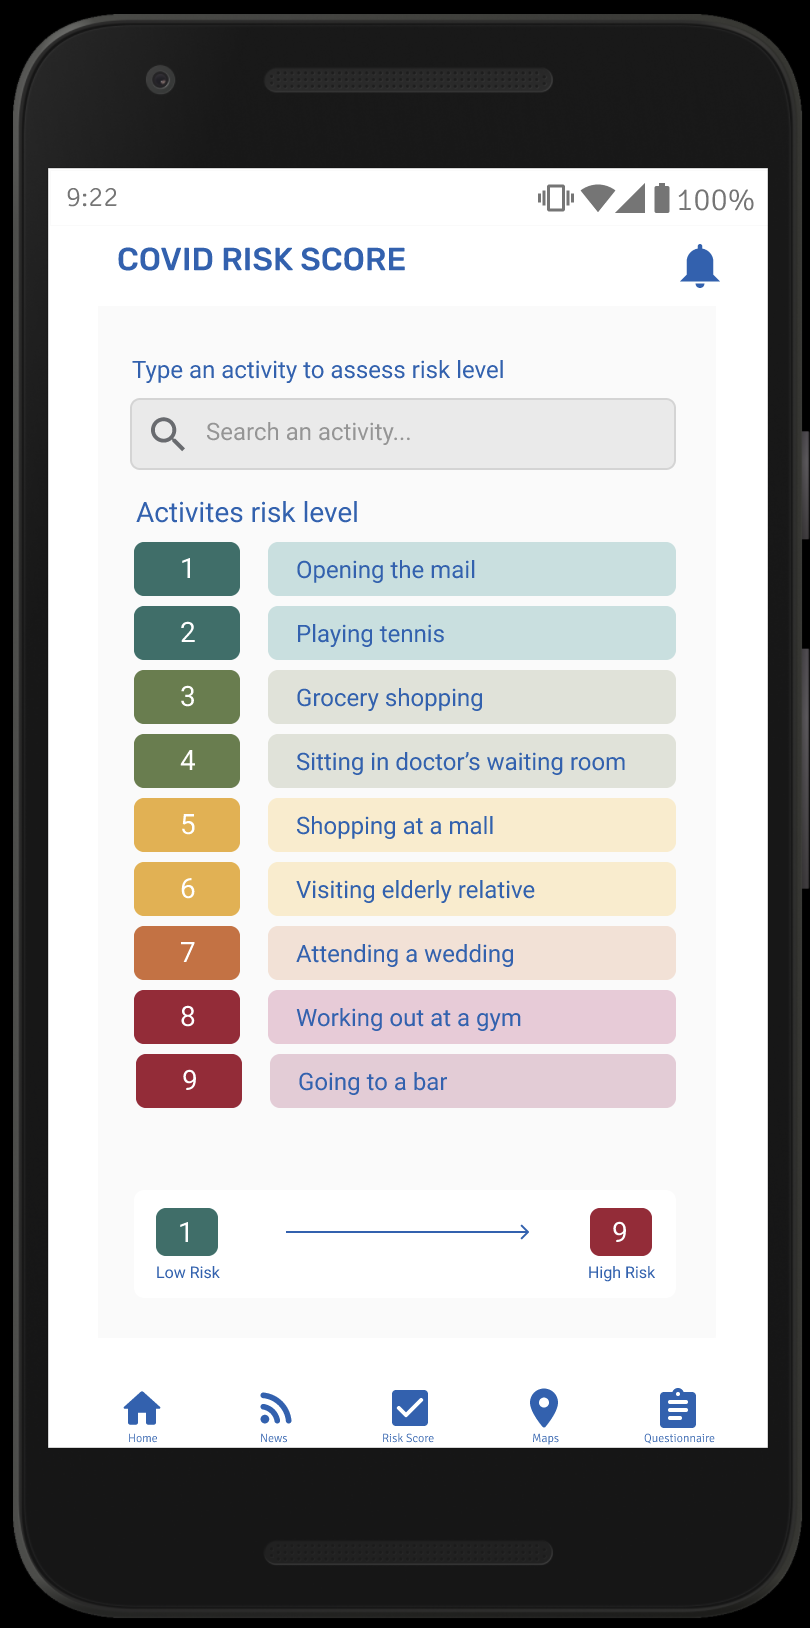 9:22 100%
COVID RISK SCORE
Type an activity to assess risk level
Search an activity...
Activites risk level
1 Opening the mail
2 Playing tennis
3 Grocery shopping
4 Sitting in doctor’s waiting room
5 Shopping at a mall
6 Visiting elderly relative
7 Attending a wedding
8 Working out at a gym
9 Going to a bar
1 9
Low Risk High Risk
Home News Risk Score Maps Questionnaire